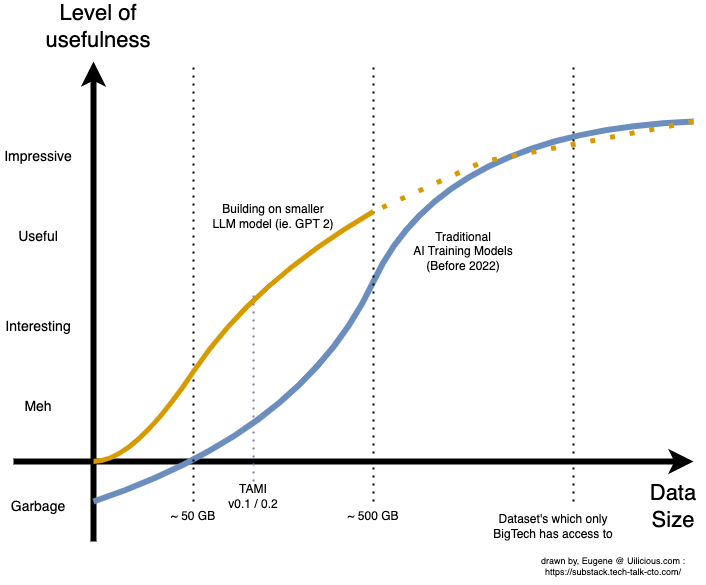 Level of
usefulness
Impressive
Building on smaller
LLM model (ie. GPT 2)
Useful
Traditional
AI Training Models
(Before 2022)
Interesting
Meh
Garbage
TAMI
v0.1 / 0.2
~ 50 GB
~ 500 GB
Dataset's which only
BigTech has access to
Data
Size
drawn by, Eugene @ Uilicious.com :
https://substack.tech-talk-cto.com/